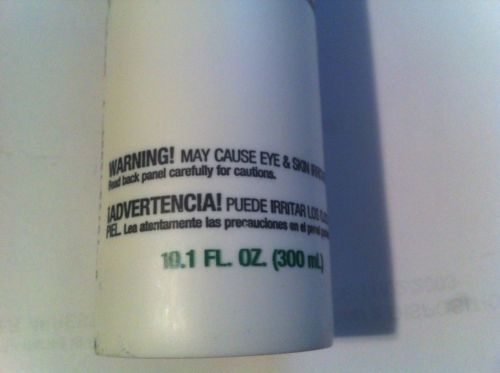 WARNING! MAY CAUSE EYE & SKIN
Read back panel carefully for cautions.
¡ADVERTENCIA! PUEDE IRRITAR LOS
PIEL. Lea atentamente las precauciones en el
10.1 FL. OZ. (300 mL)